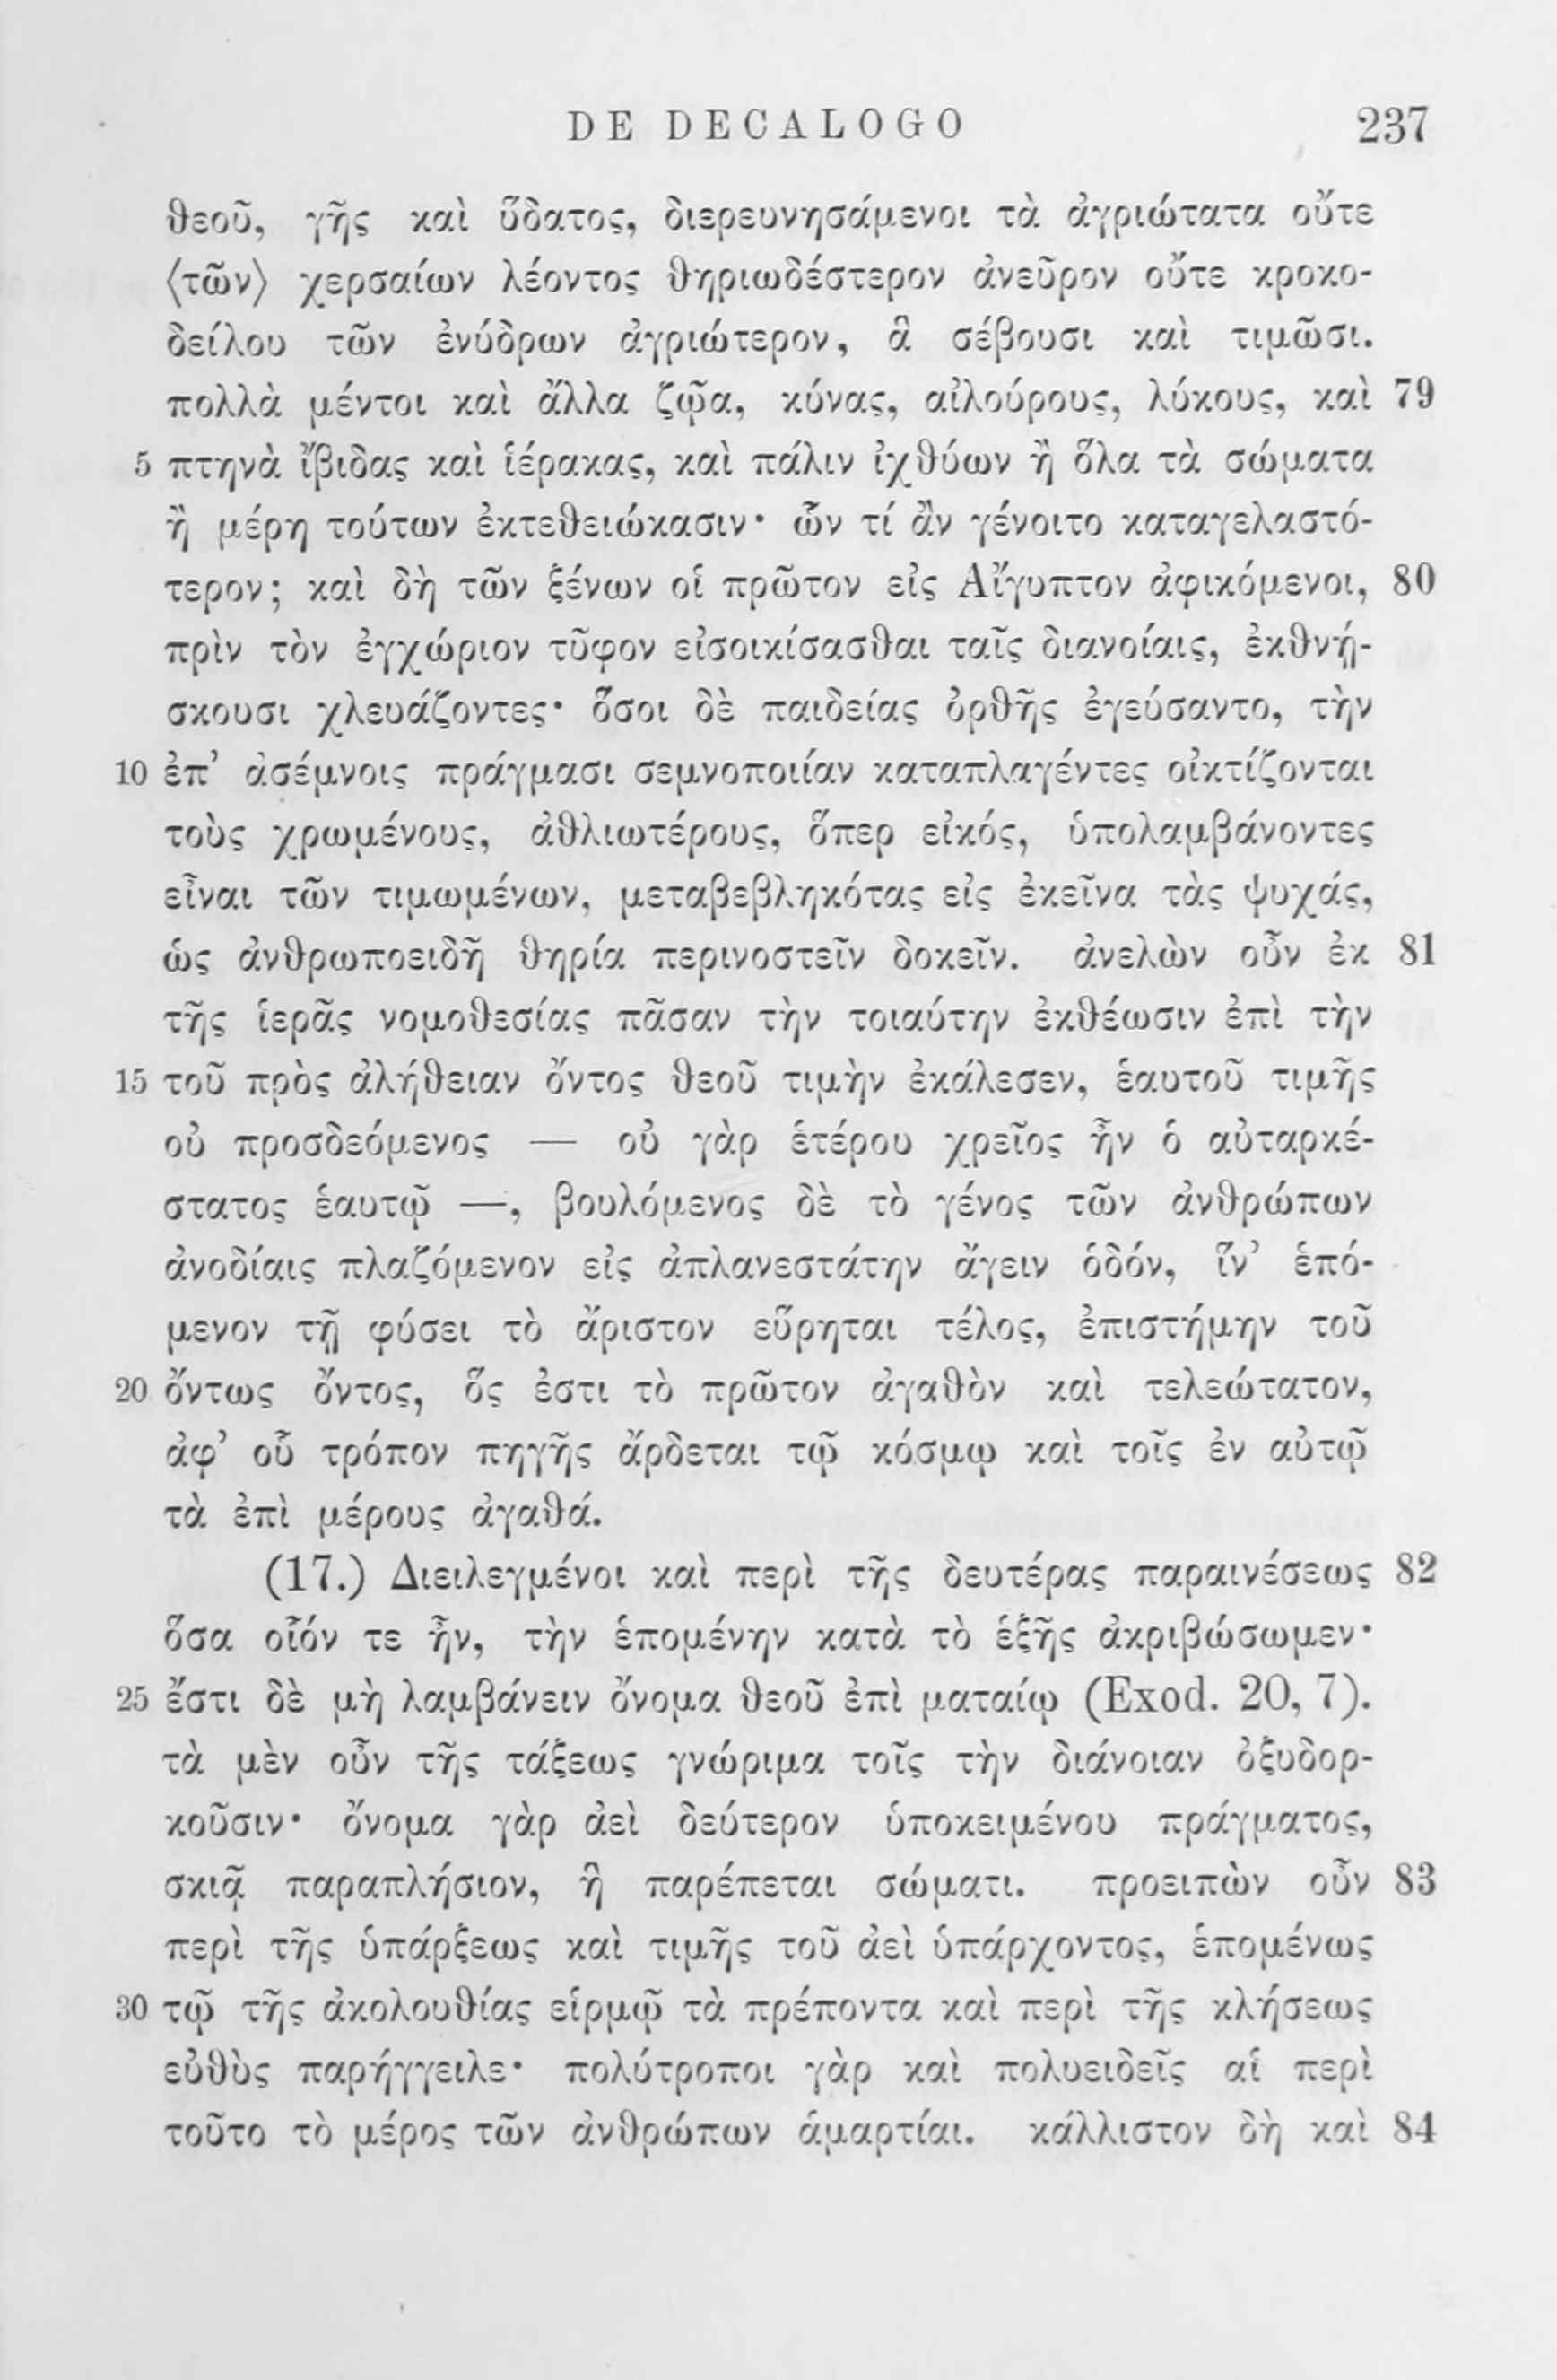 DE DECALOGO 237
θεοῦ, γῆς καὶ ὕδατος, διερευνησάμενοι τὰ ἀγριώτατα οὔτε
⟨τῶν⟩ χερσαίων λέοντος θηριωδέστερον ἀνεῦρον οὔτε κροκο-
δείλου τῶν ἐνύδρων ἀγριώτερον, ἃ σέβουσι καὶ τιμῶσι.
πολλὰ μέντοι καὶ ἄλλα ζῷα, κύνας, αἰλούρους, λύκους, καὶ 79
5 πτηνὰ ἴβιδας καὶ ἱέρακας, καὶ πάλιν ἰχθύων ἢ ὅλα τὰ σώματα
ἢ μέρη τούτων ἐκτεθειώκασιν· ὧν τί ἂν γένοιτο καταγελαστό-
τερον; καὶ δὴ τῶν ξένων οἱ πρῶτον εἰς Αἴγυπτον ἀφικόμενοι, 80
πρὶν τὸν ἐγχώριον τῦφον εἰσοικίσασθαι ταῖς διανοίαις, ἐκθνῄ-
σκουσι χλευάζοντες· ὅσοι δὲ παιδείας ὀρθῆς ἐγεύσαντο, τὴν
10 ἐπ’ ἀσέμνοις πράγμασι σεμνοποιίαν καταπλαγέντες οἰκτίζονται
τοὺς χρωμένους, ἀθλιωτέρους, ὅπερ εἰκός, ὑπολαμβάνοντες
εἶναι τῶν τιμωμένων, μεταβεβληκότας εἰς ἐκεῖνα τὰς ψυχάς,
ὡς ἀνθρωποειδῆ θηρία περινοστεῖν δοκεῖν. ἀνελὼν οὖν ἐκ 81
τῆς ἱερᾶς νομοθεσίας πᾶσαν τὴν τοιαύτην ἐκθέωσιν ἐπὶ τὴν
15 τοῦ πρὸς ἀλήθειαν ὄντος θεοῦ τιμὴν ἐκάλεσεν, ἑαυτοῦ τιμῆς
οὐ προσδεόμενος — οὐ γὰρ ἑτέρου χρεῖος ἦν ὁ αὐταρκέ-
στατος ἑαυτῷ —, βουλόμενος δὲ τὸ γένος τῶν ἀνθρώπων
ἀνοδίαις πλαζόμενον εἰς ἀπλανεστάτην ἄγειν ὁδόν, ἵν’ ἑπό-
μενον τῇ φύσει τὸ ἄριστον εὕρηται τέλος, ἐπιστήμην τοῦ
20 ὄντως ὄντος, ὅς ἐστι τὸ πρῶτον ἀγαθὸν καὶ τελεώτατον,
ἀφ’ οὗ τρόπον πηγῆς ἄρδεται τῷ κόσμῳ καὶ τοῖς ἐν αὐτῷ
τὰ ἐπὶ μέρους ἀγαθά.
(17.) Διειλεγμένοι καὶ περὶ τῆς δευτέρας παραινέσεως 82
ὅσα οἷόν τε ἦν, τὴν ἑπομένην κατὰ τὸ ἑξῆς ἀκριβώσωμεν·
25 ἔστι δὲ μὴ λαμβάνειν ὄνομα θεοῦ ἐπὶ ματαίῳ (Exod. 20, 7).
τὰ μὲν οὖν τῆς τάξεως γνώριμα τοῖς τὴν διάνοιαν ὀξυδορ-
κοῦσιν· ὄνομα γὰρ ἀεὶ δεύτερον ὑποκειμένου πράγματος,
σκιᾷ παραπλήσιον, ἣ παρέπεται σώματι. προειπὼν οὖν 83
περὶ τῆς ὑπάρξεως καὶ τιμῆς τοῦ ἀεὶ ὑπάρχοντος, ἑπομένως
30 τῷ τῆς ἀκολουθίας εἱρμῷ τὰ πρέποντα καὶ περὶ τῆς κλήσεως
εὐθὺς παρήγγειλε· πολύτροποι γὰρ καὶ πολυειδεῖς αἱ περὶ
τοῦτο τὸ μέρος τῶν ἀνθρώπων ἁμαρτίαι. κάλλιστον δὴ καὶ 84